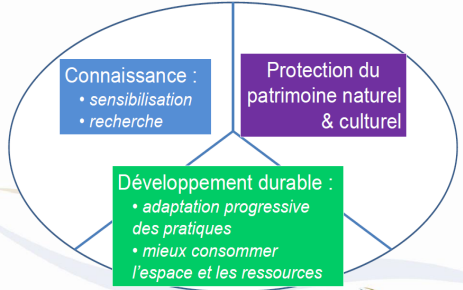 Connaissance :
• sensibilisation
• recherche
Protection du
patrimoine naturel
& culturel
Développement durable :
• adaptation progressive
des pratiques
• mieux consommer
l'espace et les ressources